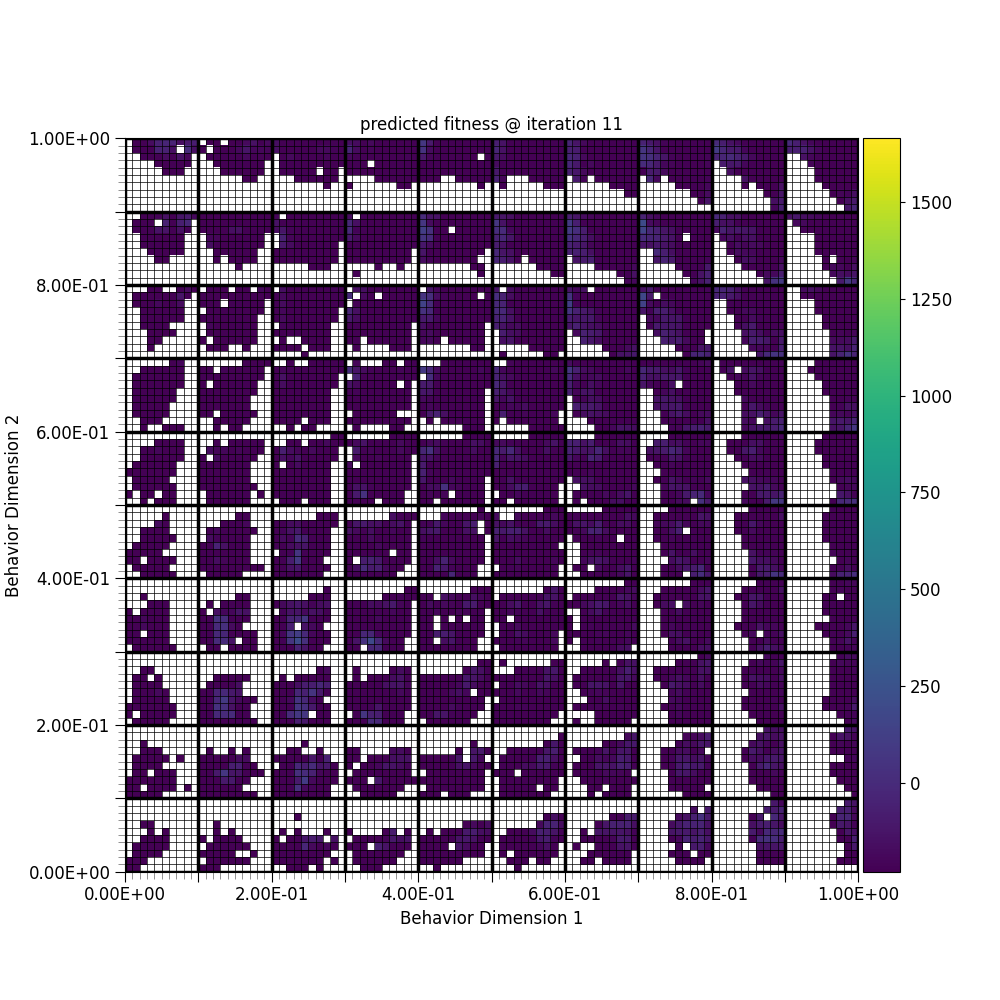 predicted fitness @ iteration 11
1.00E+00
8.00E-01
6.00E-01
4.00E-01
2.00E-01
0.00E+00
Behavior Dimension 2
0.00E+00 2.00E-01 4.00E-01 6.00E-01 8.00E-01 1.00E+00
Behavior Dimension 1
1500
1250
1000
750
500
250
0